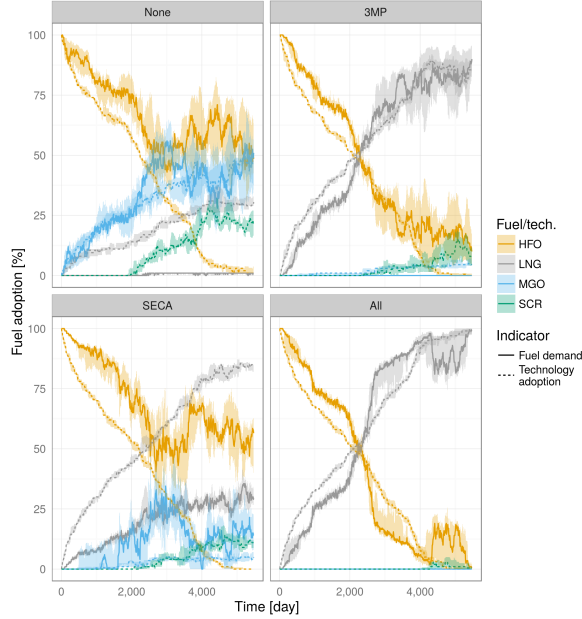 None
3MP
100
75
50
25
0
SECA
All
100
75
50
25
0
0
2,000
4,000
0
2,000
4,000
Time [day]
Fuel adoption [%]
Fuel/tech.
HFO
LNG
MGO
SCR
Indicator
Fuel demand
Technology
adoption